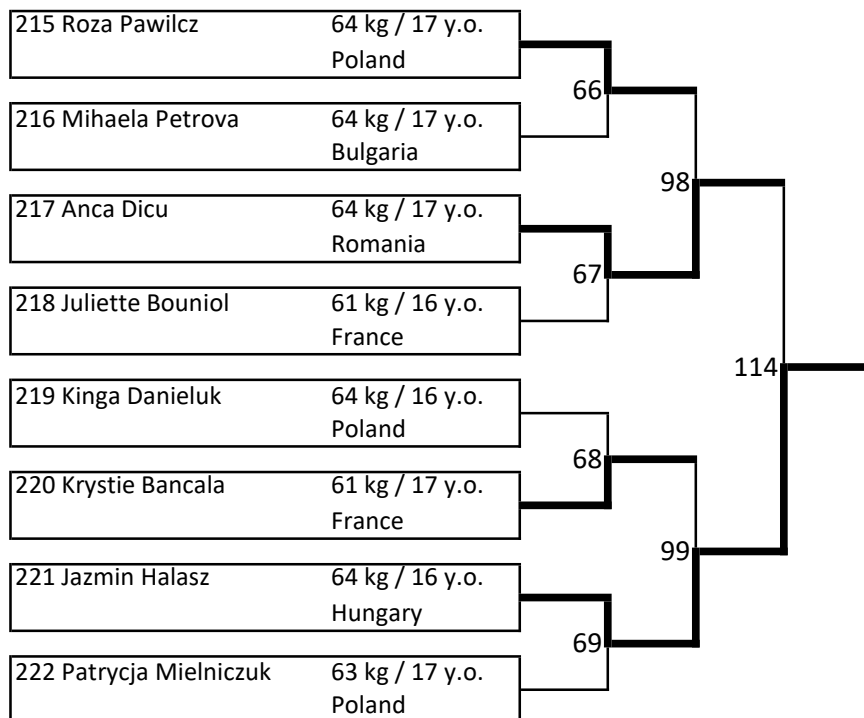 215 Roza Pawilcz 64 kg / 17 y.o.
Poland
66
216 Mihaela Petrova 64 kg / 17 y.o.
Bulgaria
98
217 Anca Dicu 64 kg / 17 y.o.
Romania
67
218 Juliette Bouniol 61 kg / 16 y.o.
France
114
219 Kinga Danieluk 64 kg / 16 y.o.
Poland
68
220 Krystie Bancala 61 kg / 17 y.o.
France
99
221 Jazmin Halasz 64 kg / 16 y.o.
Hungary
69
222 Patrycja Mielniczuk 63 kg / 17 y.o.
Poland